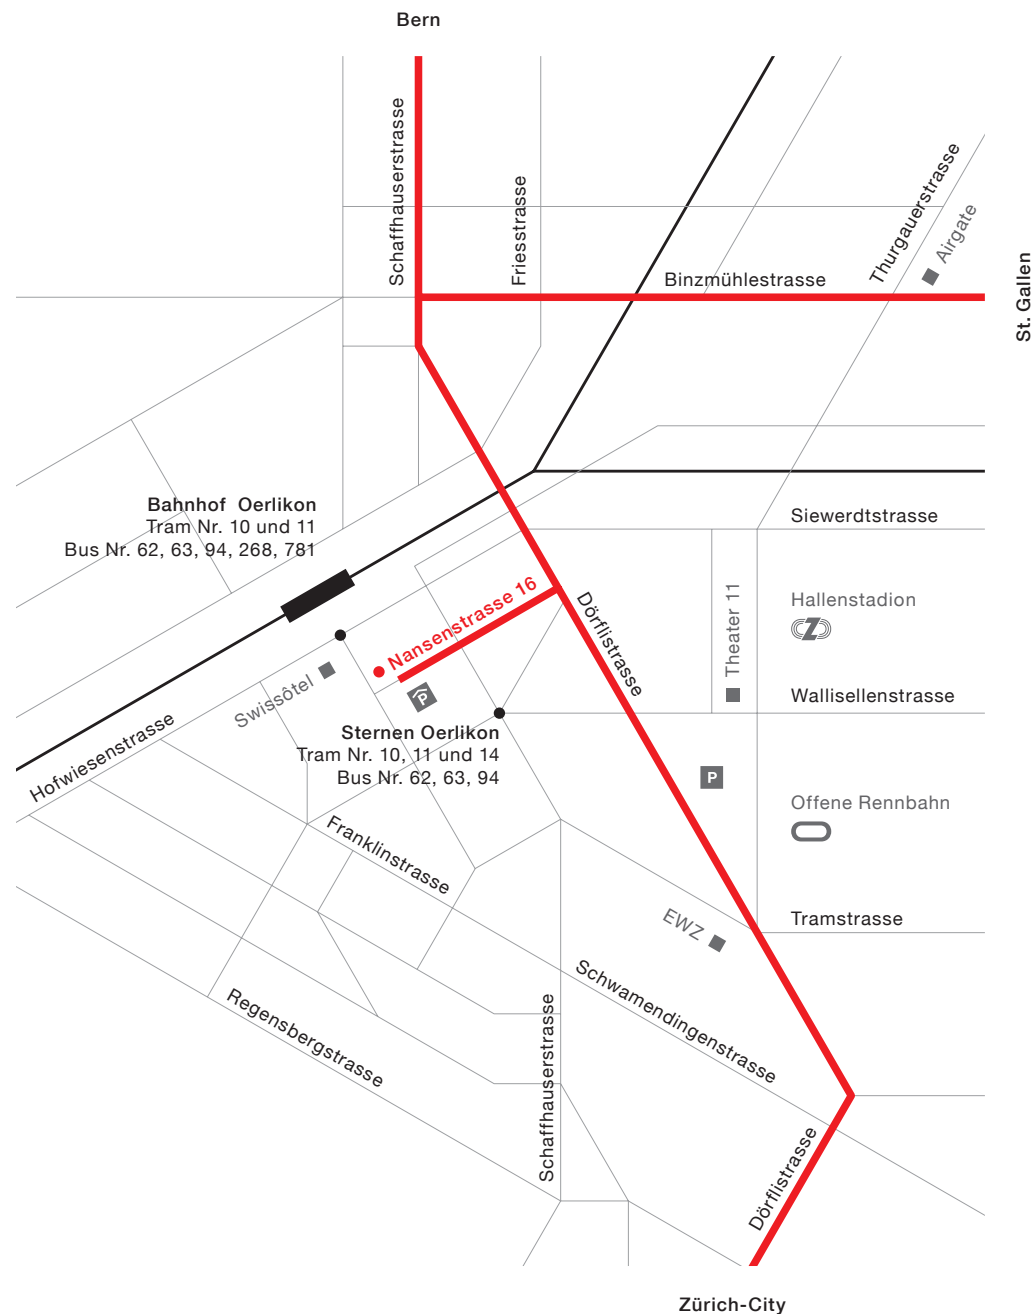 Bern
Schaffhauserstrasse
Friesstrasse
Thurgauerstrasse
Airgate
Binzmühlestrasse
St. Gallen
Bahnhof Oerlikon
Tram Nr. 10 und 11
Bus Nr. 62, 63, 94, 268, 781
Siewerdtstrasse
Nansenstrasse 16
Dörflistrasse
Theater 11
Hallenstadion
Z
Swissôtel
P
Wallisellenstrasse
Hofwiesenstrasse
Sternen Oerlikon
Tram Nr. 10, 11 und 14
Bus Nr. 62, 63, 94
P
Offene Rennbahn
Franklinstrasse
EWZ
Tramstrasse
Schwamendingenstrasse
Regensbergstrasse
Schaffhauserstrasse
Dörflistrasse
Zürich-City